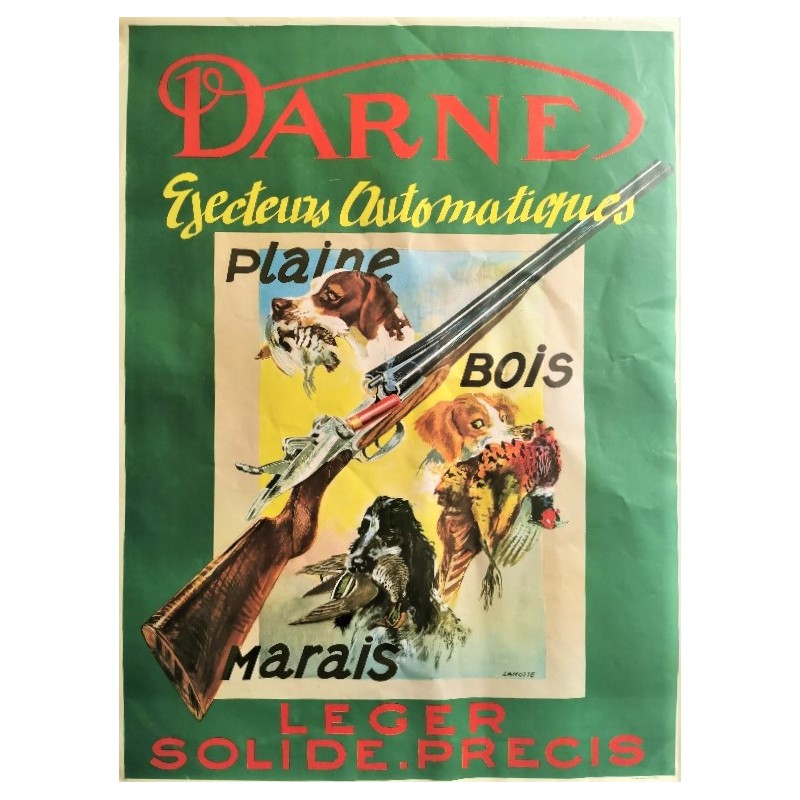 DARNE
Ejecteurs Automatiques
Plaine
BOiS
Marais
LAMOTTE
LEGER
SOLIDE.PRECIS